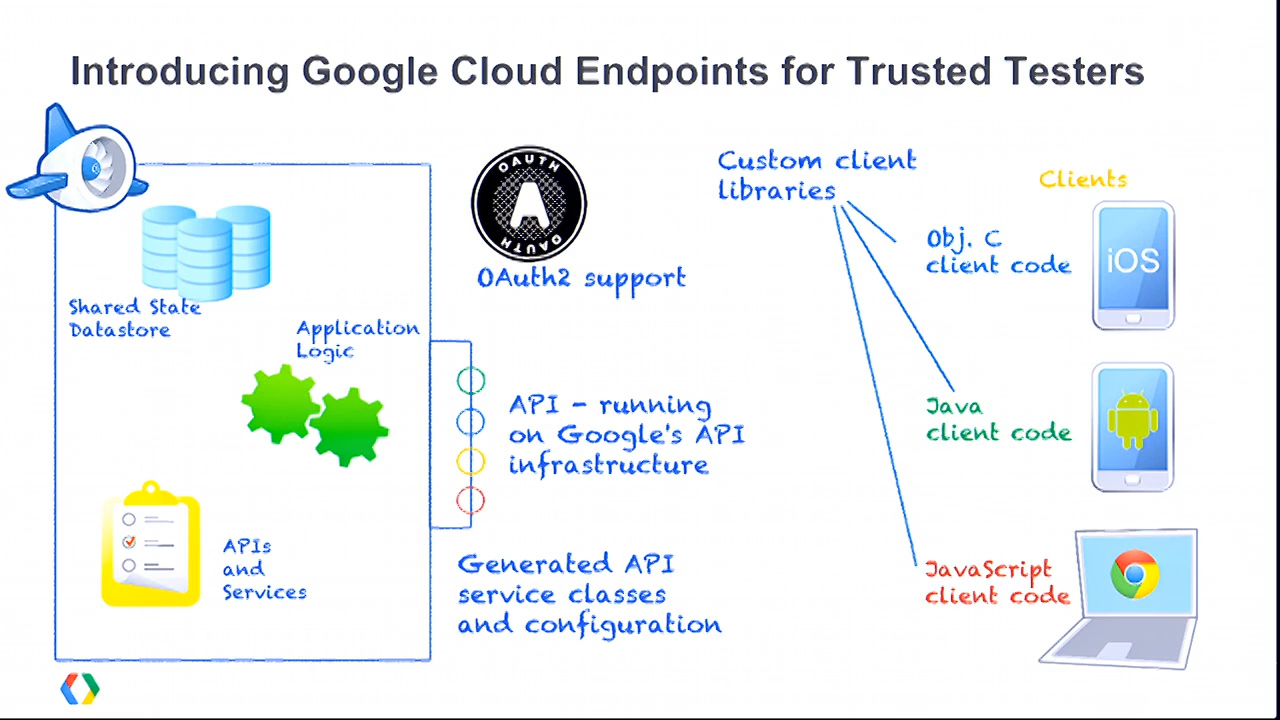 Introducing Google Cloud Endpoints for Trusted Testers
Shared State
Datastore
Application
Logic
APIs
and
Services
OAUTH
A
OAUTH
OAuth2 support
API - running
on Google's API
infrastructure
Generated API
service classes
and configuration
Custom client
libraries
Clients
Obj. C
client code
iOS
Java
client code
JavaScript
client code